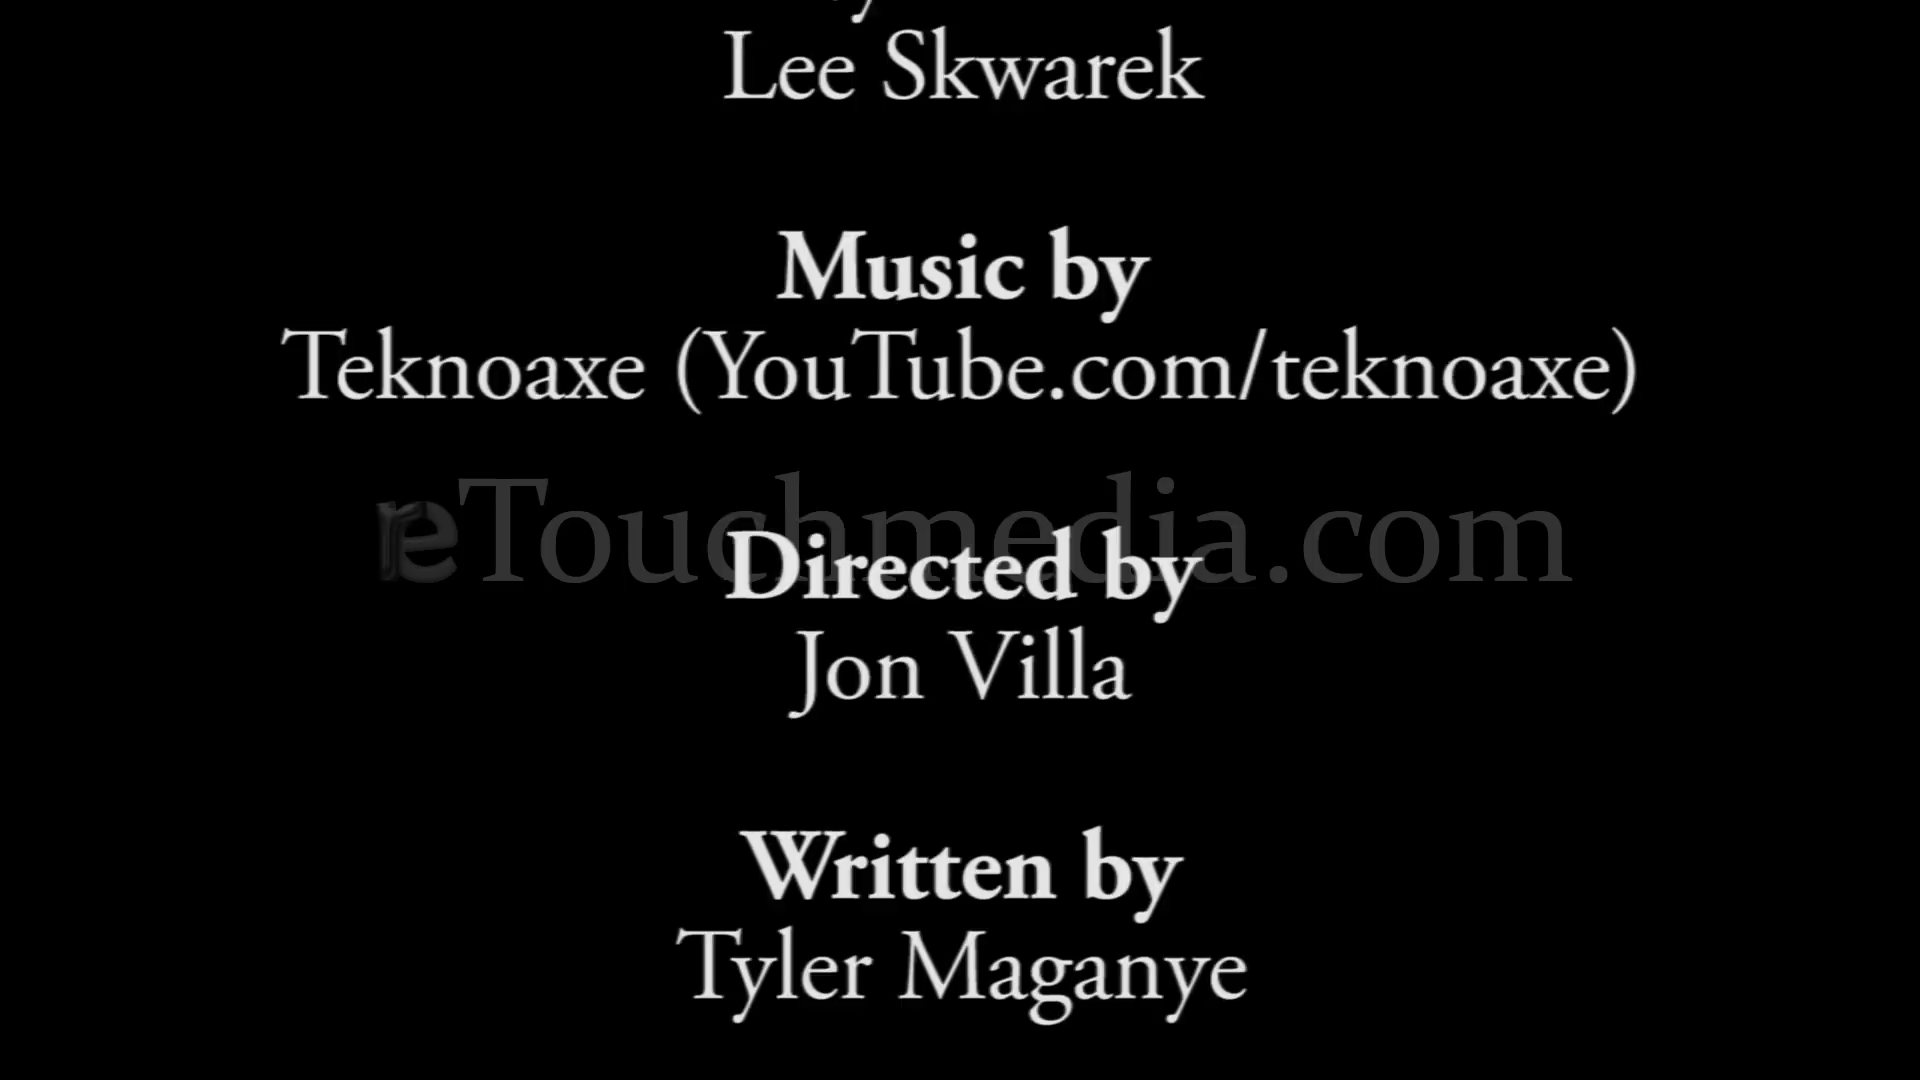 Lee Skwarek
Music by
Teknoaxe (YouTube.com/teknoaxe)
eTouchmedia.com
Directed by
Jon Villa
Written by
Tyler Maganye